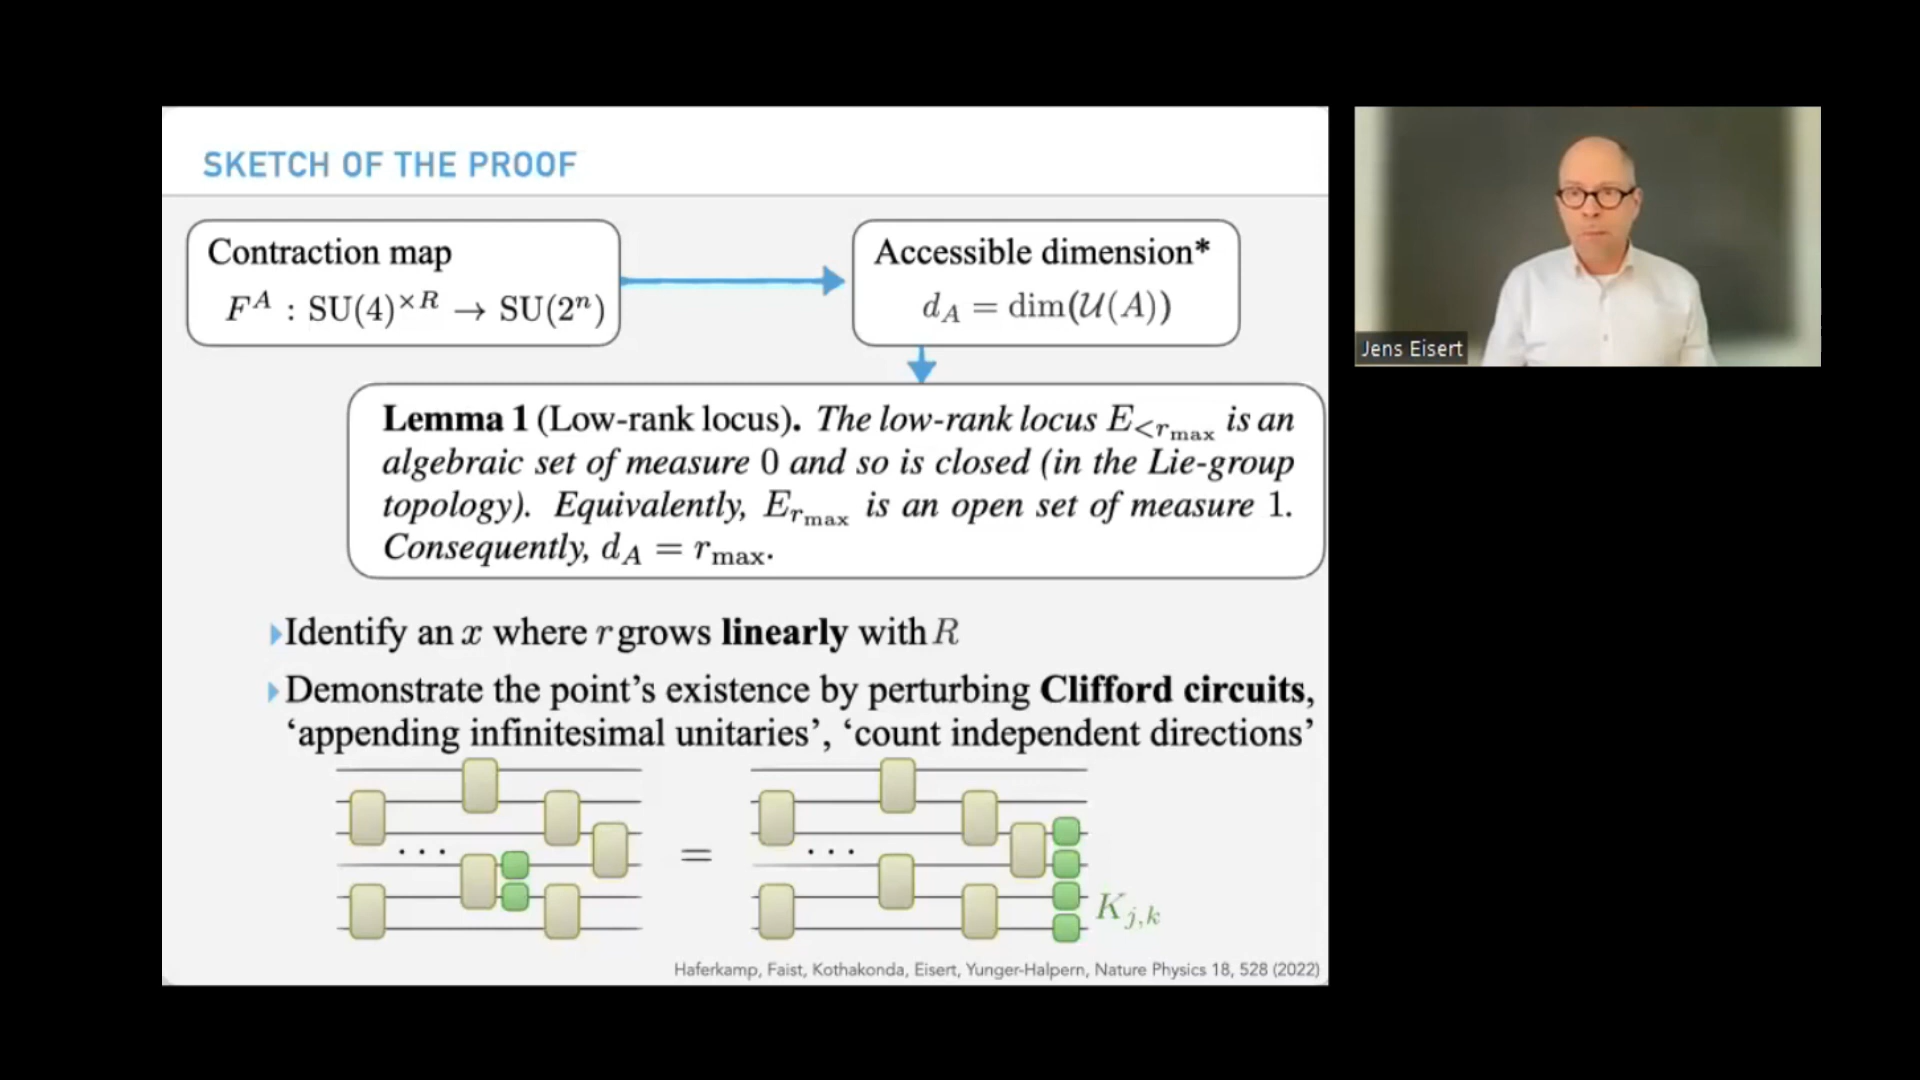 SKETCH OF THE PROOF
Contraction map
F^A : SU(4)^{×R} → SU(2^n)
Accessible dimension*
d_A = dim(𝒰(A))
Lemma 1 (Low-rank locus). The low-rank locus E_{<r_max} is an
algebraic set of measure 0 and so is closed (in the Lie-group
topology). Equivalently, E_{r_max} is an open set of measure 1.
Consequently, d_A = r_max.
Identify an x where r grows linearly with R
Demonstrate the point's existence by perturbing Clifford circuits,
'appending infinitesimal unitaries', 'count independent directions'
...
=
...
K_{j,k}
Haferkamp, Faist, Kothakonda, Eisert, Yunger-Halpern, Nature Physics 18, 528 (2022)
Jens Eisert